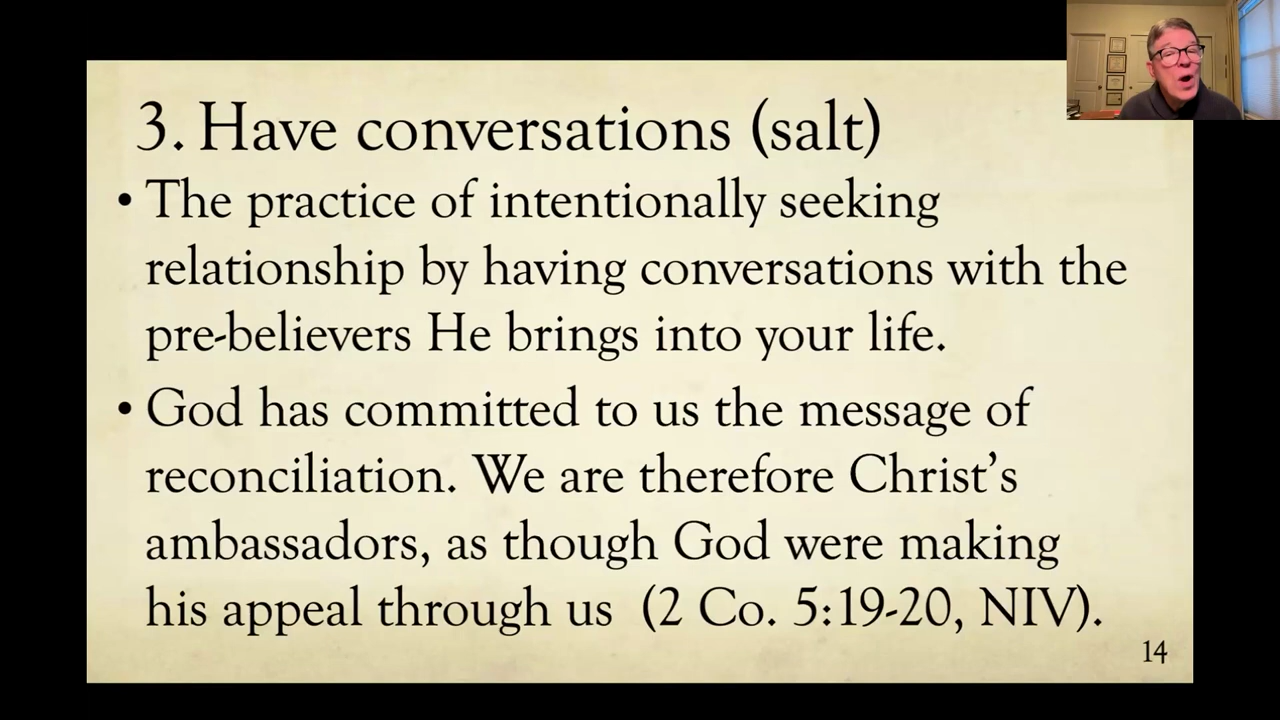 3. Have conversations (salt)
• The practice of intentionally seeking
relationship by having conversations with the
pre-believers He brings into your life.
• God has committed to us the message of
reconciliation. We are therefore Christ’s
ambassadors, as though God were making
his appeal through us (2 Co. 5:19-20, NIV).
14